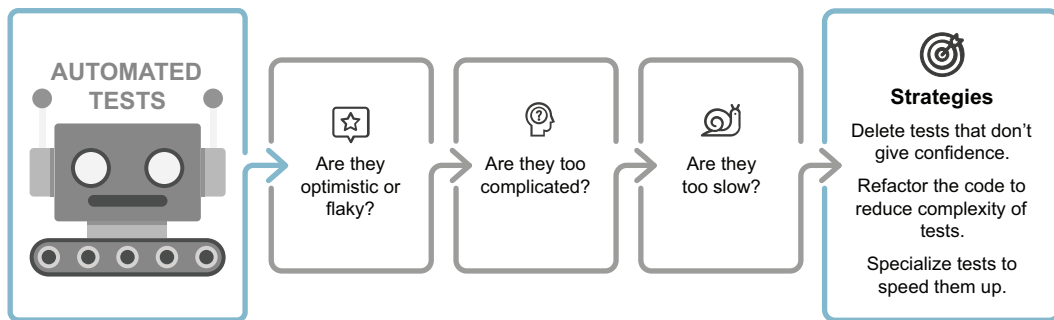 AUTOMATED
TESTS
Are they
optimistic or
flaky?
Are they too
complicated?
Are they
too slow?
Strategies
Delete tests that don’t
give confidence.
Refactor the code to
reduce complexity of
tests.
Specialize tests to
speed them up.